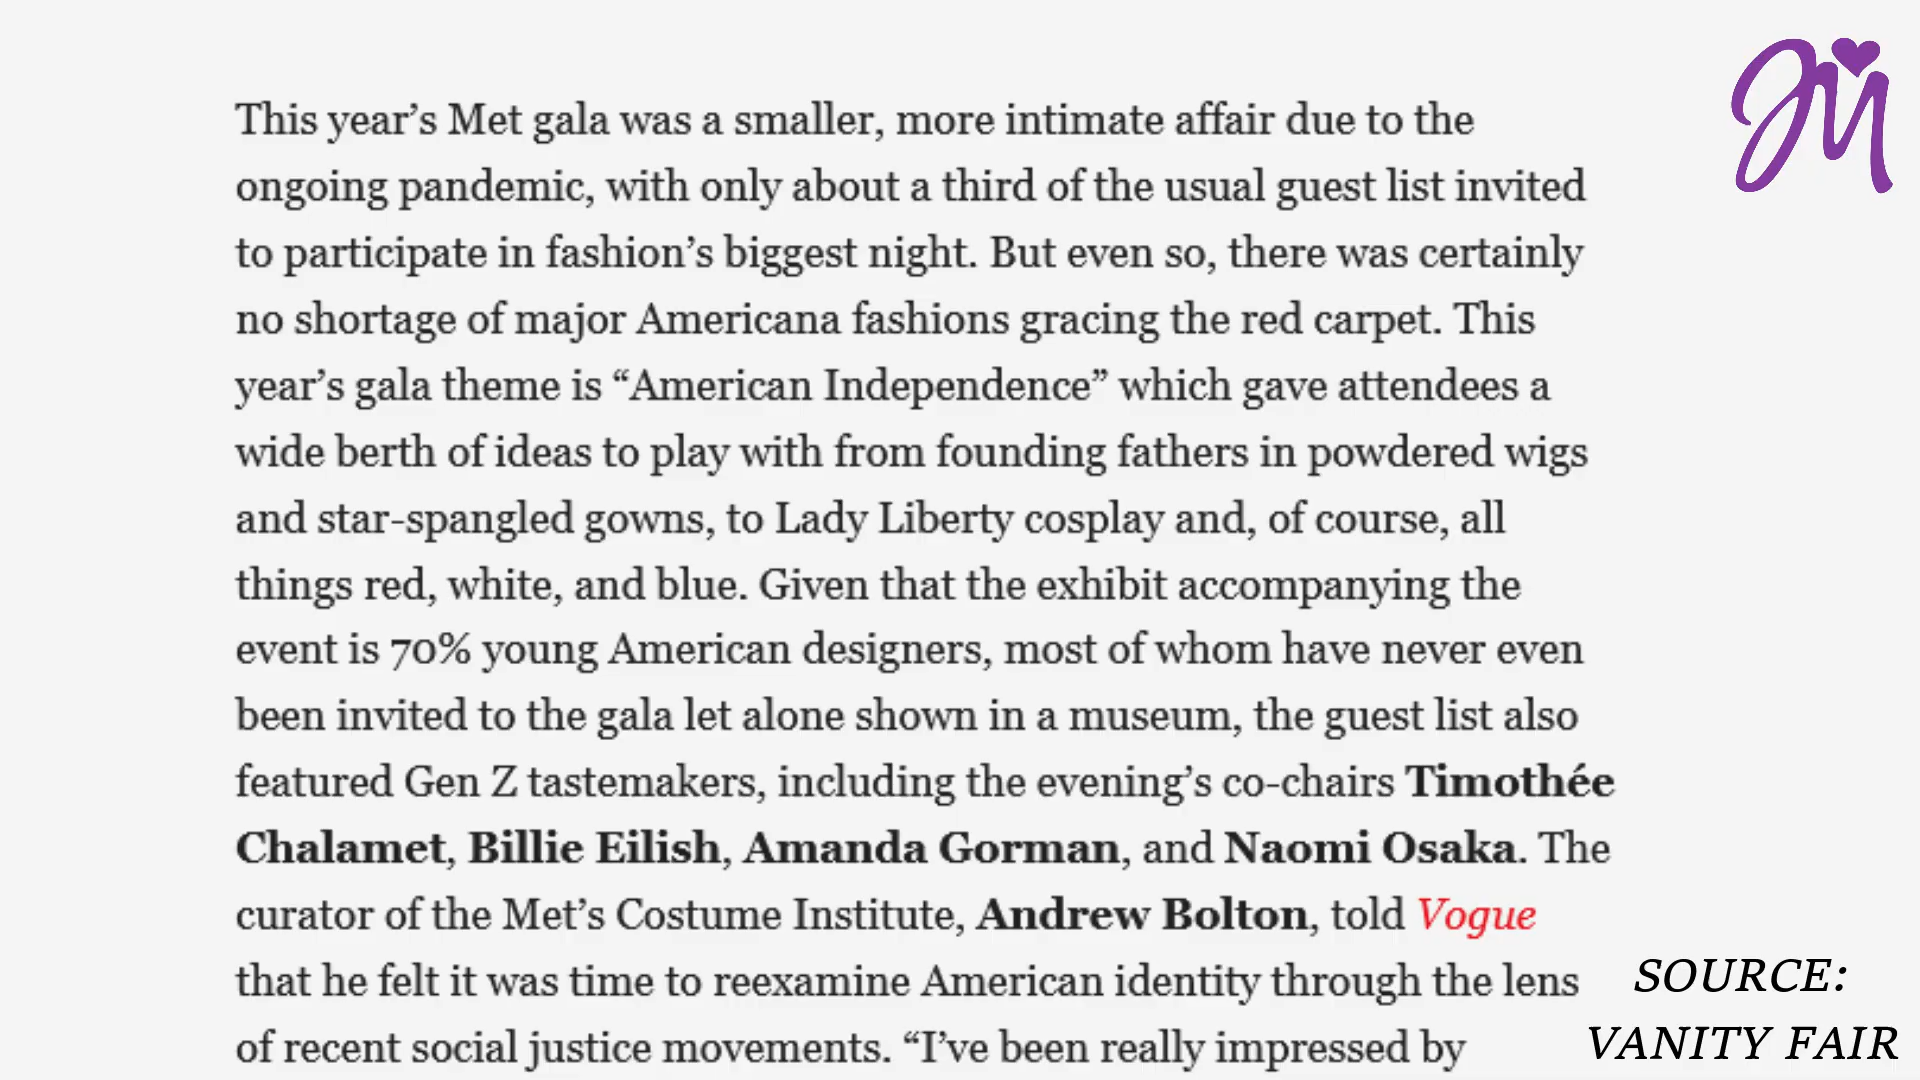 This year’s Met gala was a smaller, more intimate affair due to the
ongoing pandemic, with only about a third of the usual guest list invited
to participate in fashion’s biggest night. But even so, there was certainly
no shortage of major Americana fashions gracing the red carpet. This
year’s gala theme is “American Independence” which gave attendees a
wide berth of ideas to play with from founding fathers in powdered wigs
and star-spangled gowns, to Lady Liberty cosplay and, of course, all
things red, white, and blue. Given that the exhibit accompanying the
event is 70% young American designers, most of whom have never even
been invited to the gala let alone shown in a museum, the guest list also
featured Gen Z tastemakers, including the evening’s co-chairs Timothée
Chalamet, Billie Eilish, Amanda Gorman, and Naomi Osaka. The
curator of the Met’s Costume Institute, Andrew Bolton, told Vogue
that he felt it was time to reexamine American identity through the lens
of recent social justice movements. “I’ve been really impressed by
JM
SOURCE:
VANITY FAIR